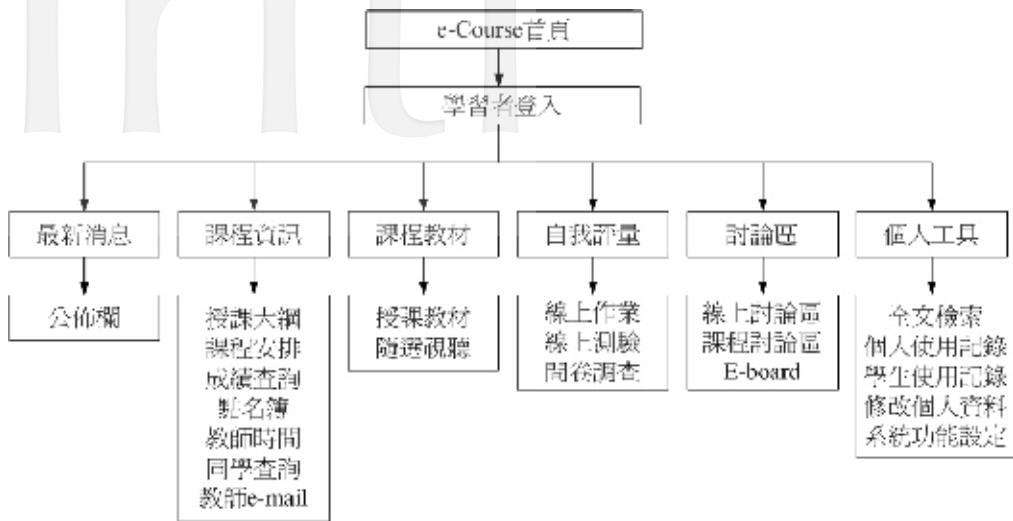 e-Course首頁
學習者登入
最新消息
課程資訊
課程教材
自我評量
討論區
個人工具
公佈欄
授課大綱
課程安排
成績查詢
點名簿
教師時間
同學查詢
教師e-mail
授課教材
隨選視聽
線上作業
線上測驗
問卷調查
線上討論區
課程討論區
E-board
全文檢索
個人使用記錄
學生使用記錄
修改個人資料
系統功能設定